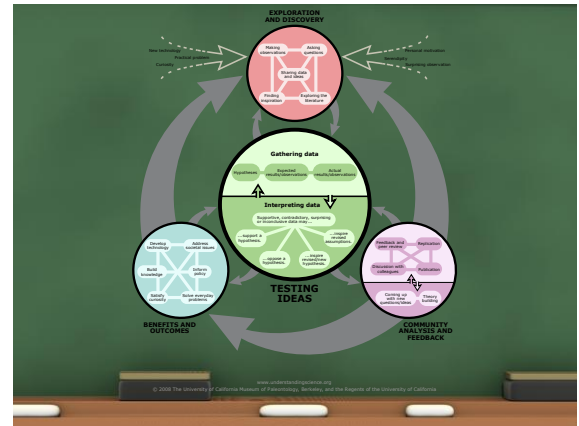 EXPLORATION
AND DISCOVERY
New technology
Practical problem
Curiosity
Personal motivation
Serendipity
Surprising observation
Making
observations
Asking
questions
Sharing data
and ideas
Finding
inspiration
Exploring the
literature
Gathering data
Hypotheses
Expected
results/observations
Actual
results/observations
Interpreting data
Supportive, contradictory, surprising
or inconclusive data may...
...support a
hypothesis.
...oppose a
hypothesis.
...inspire
revised/new
hypothesis.
...inspire
revised
assumptions.
TESTING
IDEAS
Develop
technology
Address
societal issues
Build
knowledge
Inform
policy
Satisfy
curiosity
Solve everyday
problems
BENEFITS AND
OUTCOMES
Feedback and
peer review
Replication
Discussion with
colleagues
Publication
Coming up
with new
questions/ideas
Theory
building
COMMUNITY
ANALYSIS AND
FEEDBACK
www.understandingscience.org
© 2008 The University of California Museum of Paleontology, Berkeley, and the Regents of the University of California